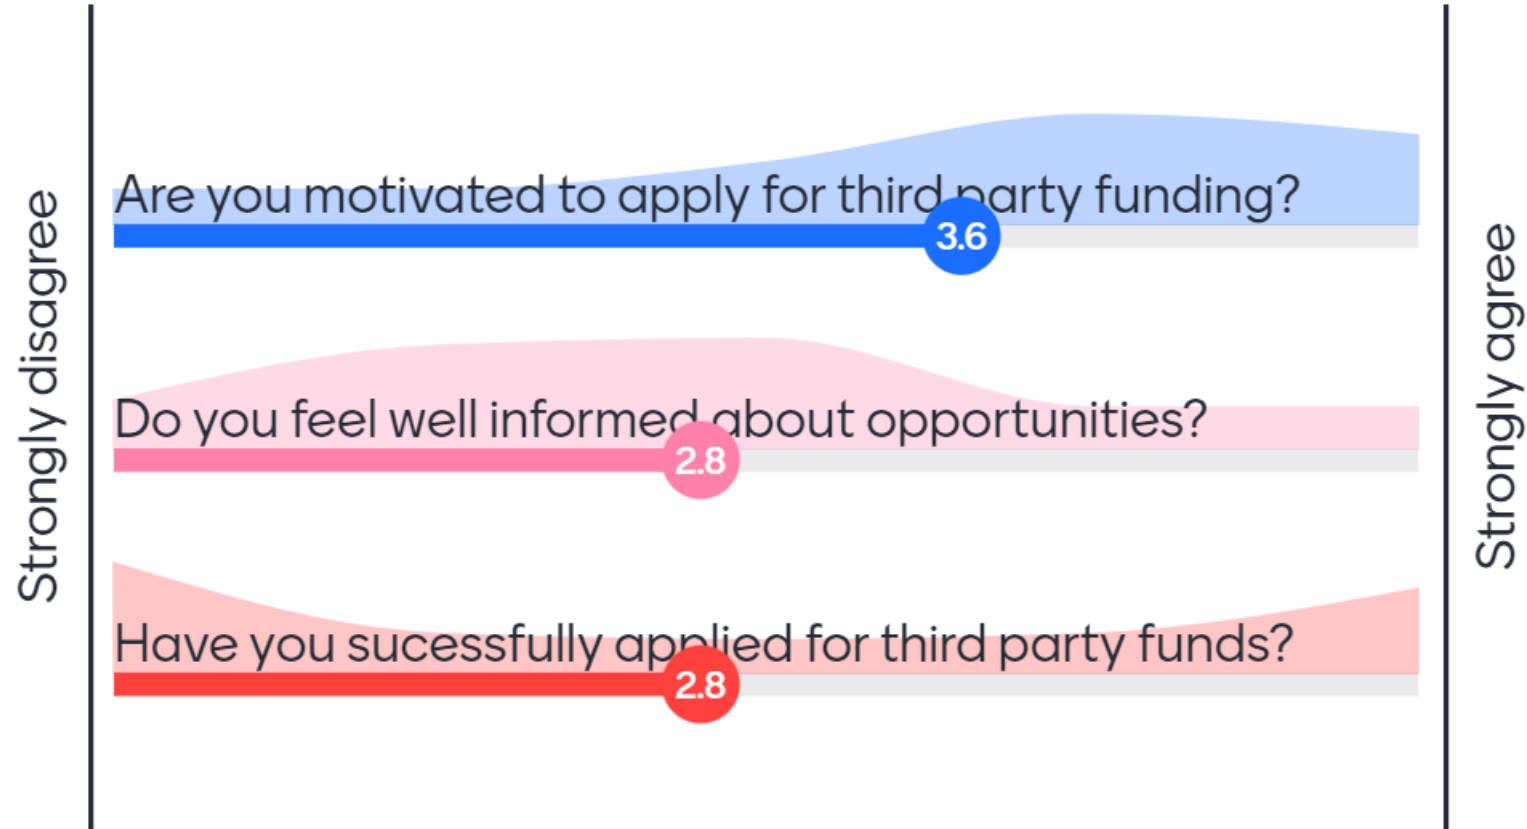 Strongly disagree
Are you motivated to apply for third party funding?
3.6
Do you feel well informed about opportunities?
2.8
Have you sucessfully applied for third party funds?
2.8
Strongly agree